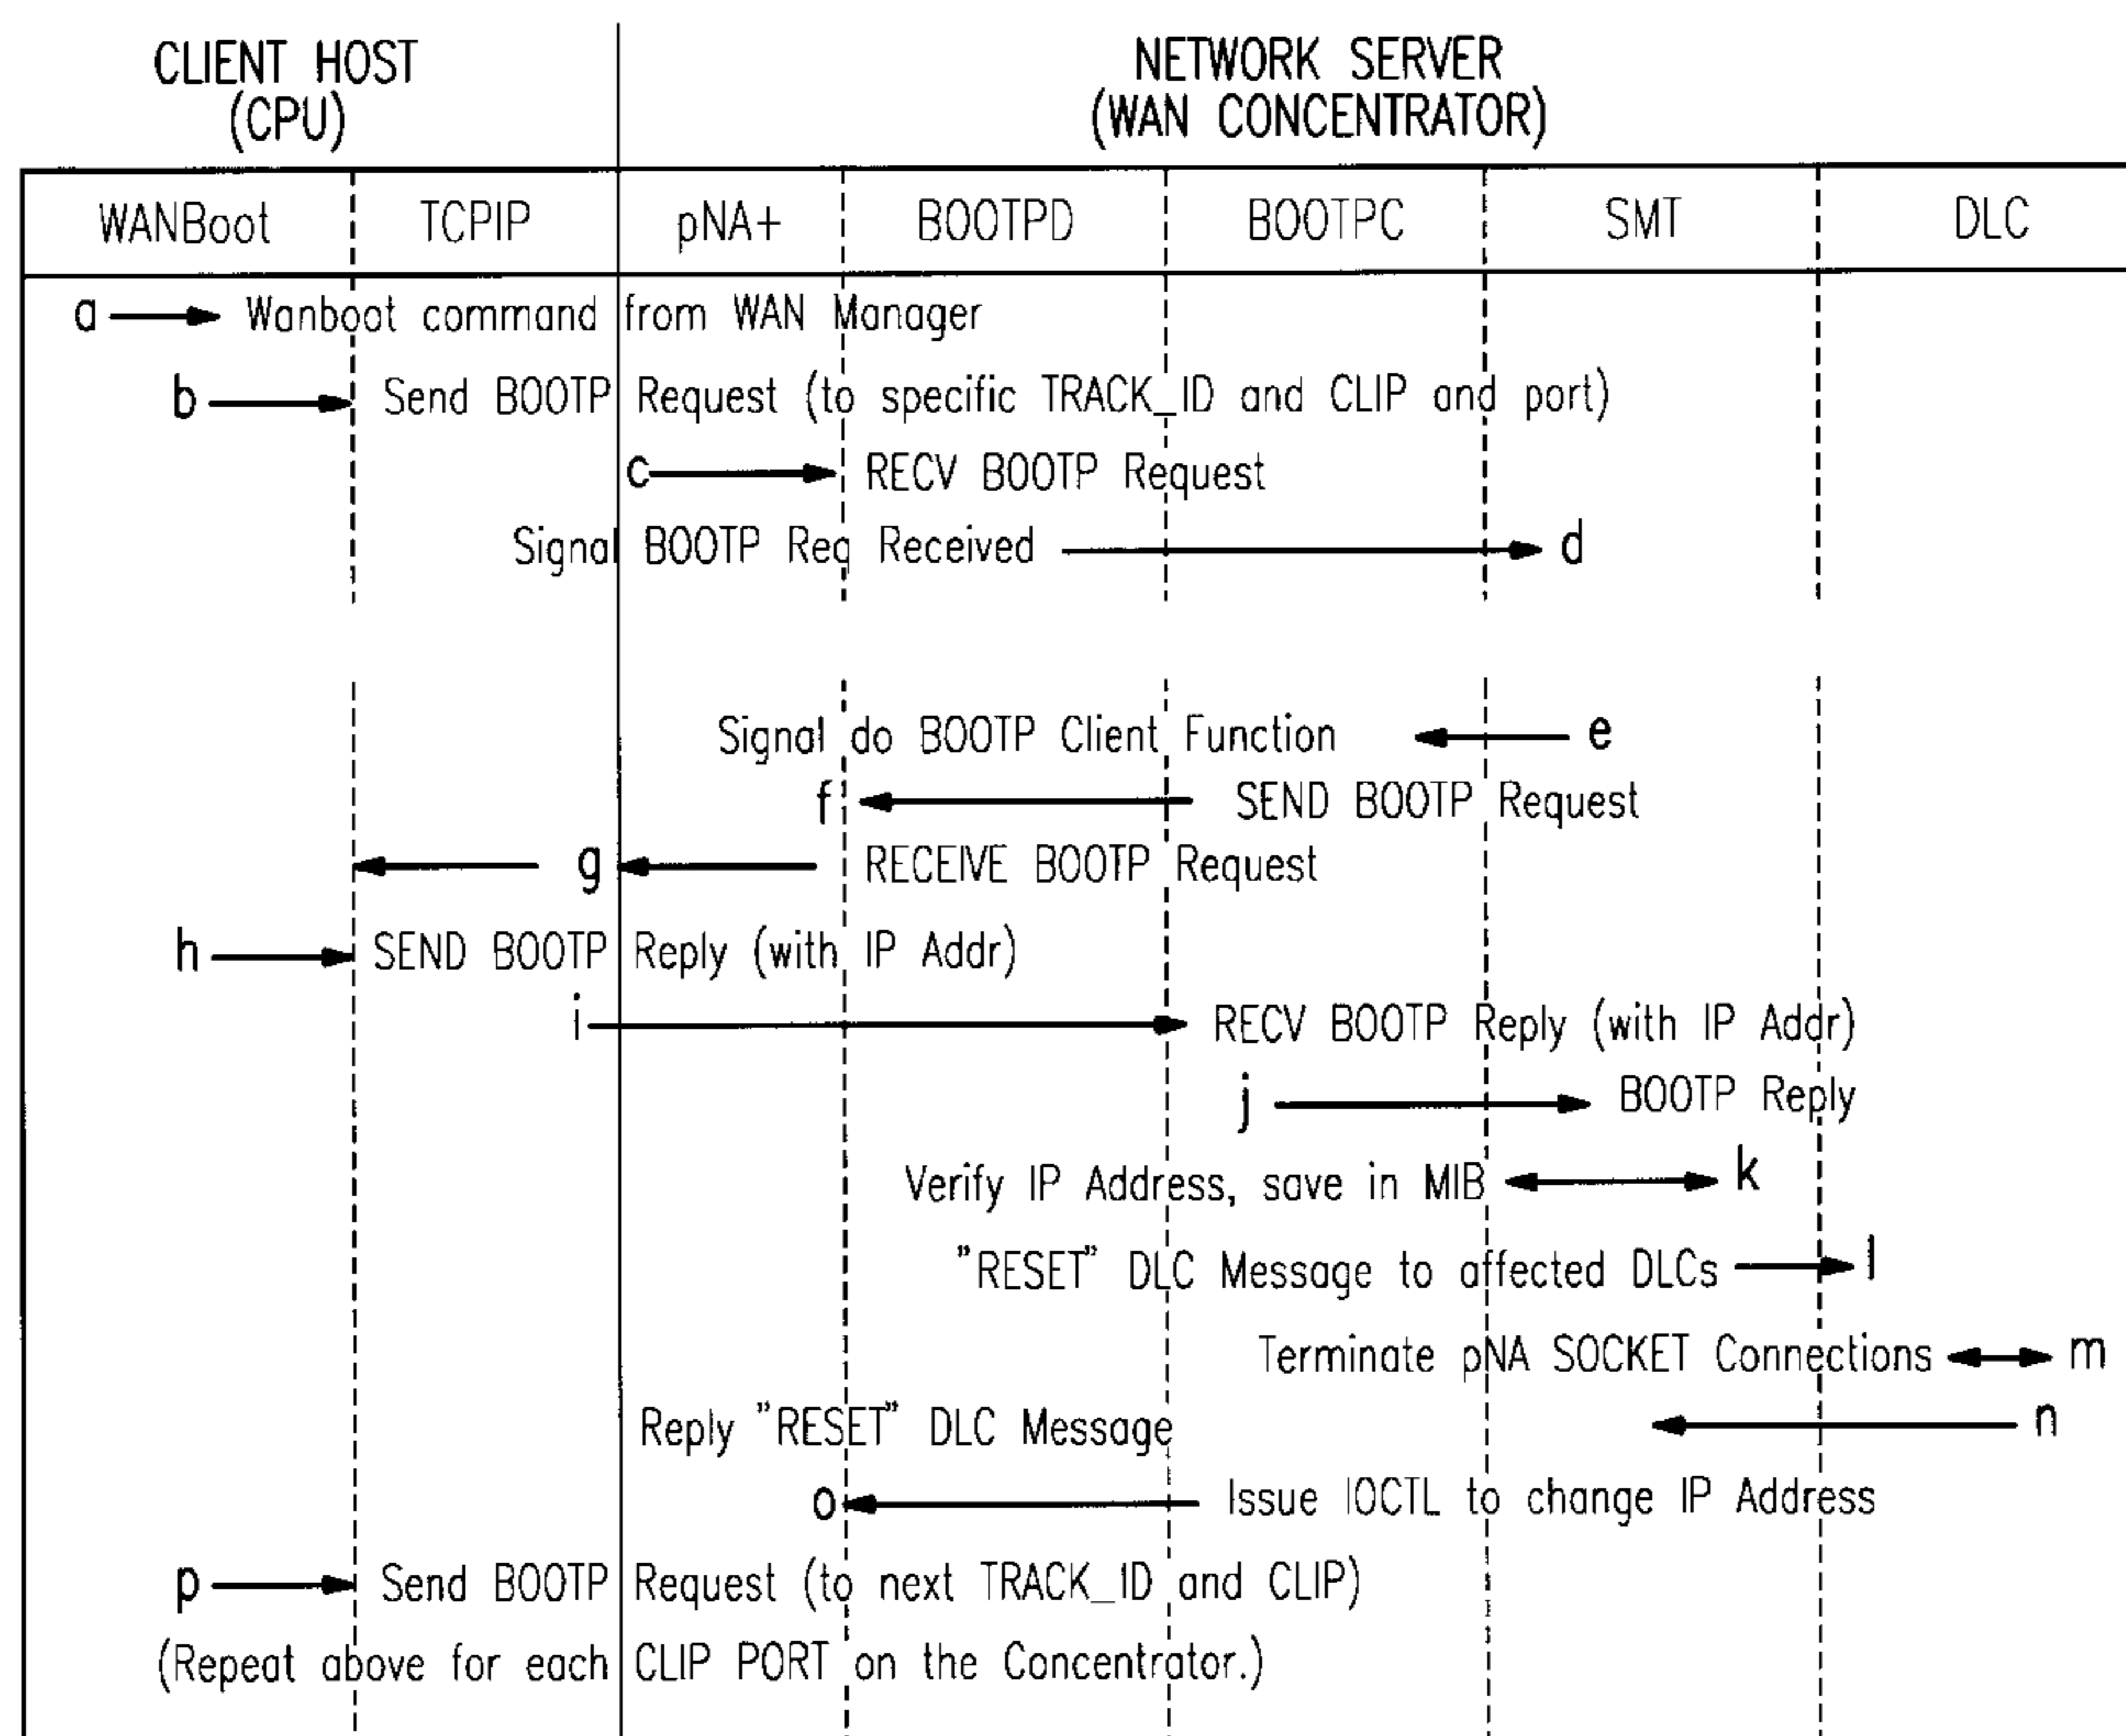 CLIENT HOST
(CPU)
NETWORK SERVER
(WAN CONCENTRATOR)
WANBoot TCPIP pNA+ BOOTPD BOOTPC SMT DLC
a Wanboot command from WAN Manager
b Send BOOTP Request (to specific TRACK_ID and CLIP and port)
c RECV BOOTP Request
Signal BOOTP Req Received d
Signal do BOOTP Client Function e
f SEND BOOTP Request
g RECEIVE BOOTP Request
h SEND BOOTP Reply (with IP Addr)
i RECV BOOTP Reply (with IP Addr)
j BOOTP Reply
Verify IP Address, save in MIB k
"RESET" DLC Message to affected DLCs l
Terminate pNA SOCKET Connections m
Reply "RESET" DLC Message n
o Issue IOCTL to change IP Address
p Send BOOTP Request (to next TRACK_ID and CLIP)
(Repeat above for each CLIP PORT on the Concentrator.)